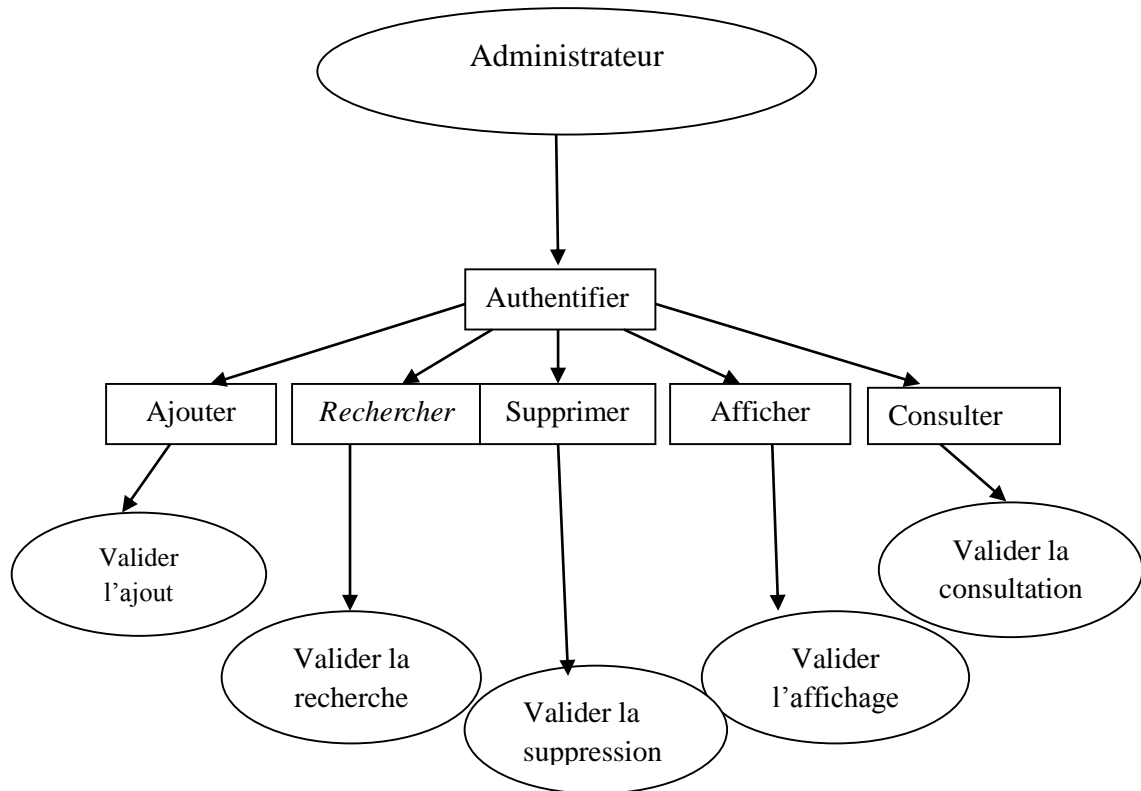 Administrateur
Authentifier
Ajouter
Rechercher
Supprimer
Afficher
Consulter
Valider
l’ajout
Valider la
recherche
Valider la
suppression
Valider
l’affichage
Valider la
consultation